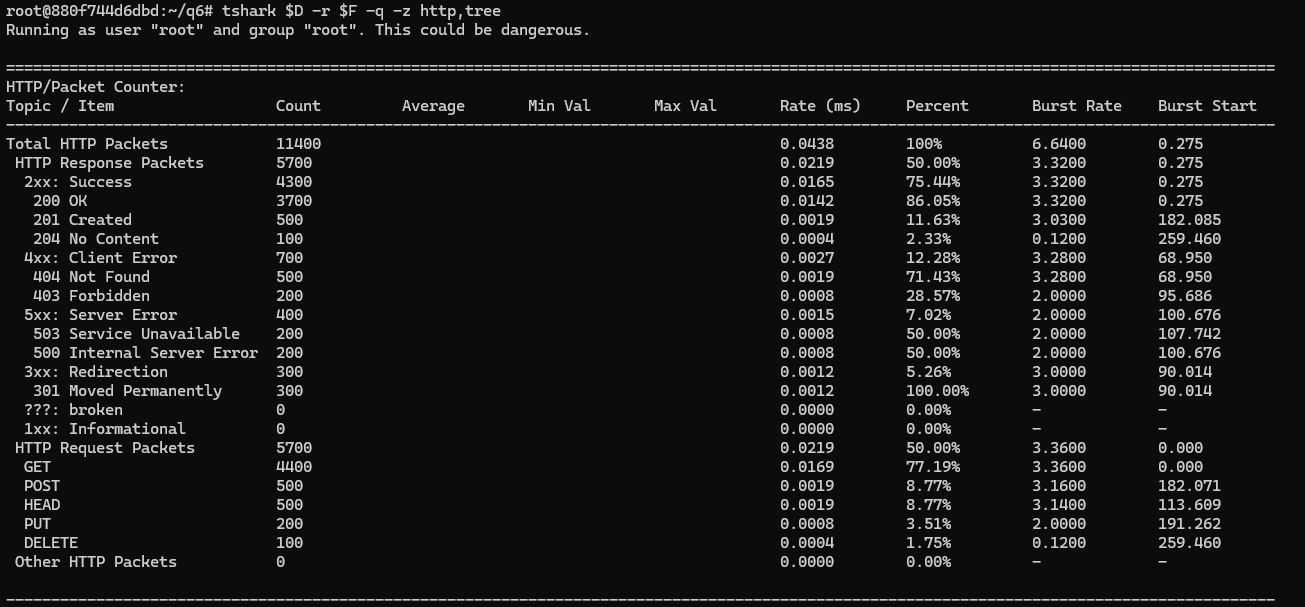 root@880f744d6dbd:~/q6# tshark $D -r $F -q -z http,tree
Running as user "root" and group "root". This could be dangerous.

=============================================================================================================================================
HTTP/Packet Counter:
Topic / Item                  Count         Average       Min Val       Max Val       Rate (ms)     Percent       Burst Rate    Burst Start
---------------------------------------------------------------------------------------------------------------------------------------------
Total HTTP Packets            11400                                                   0.0438        100%          6.6400        0.275
 HTTP Response Packets        5700                                                    0.0219        50.00%        3.3200        0.275
  2xx: Success                4300                                                    0.0165        75.44%        3.3200        0.275
   200 OK                     3700                                                    0.0142        86.05%        3.3200        0.275
   201 Created                500                                                     0.0019        11.63%        3.0300        182.085
   204 No Content             100                                                     0.0004        2.33%         0.1200        259.460
  4xx: Client Error           700                                                     0.0027        12.28%        3.2800        68.950
   404 Not Found              500                                                     0.0019        71.43%        3.2800        68.950
   403 Forbidden              200                                                     0.0008        28.57%        2.0000        95.686
  5xx: Server Error           400                                                     0.0015        7.02%         2.0000        100.676
   503 Service Unavailable    200                                                     0.0008        50.00%        2.0000        107.742
   500 Internal Server Error  200                                                     0.0008        50.00%        2.0000        100.676
  3xx: Redirection            300                                                     0.0012        5.26%         3.0000        90.014
   301 Moved Permanently      300                                                     0.0012        100.00%       3.0000        90.014
  ???: broken                 0                                                       0.0000        0.00%         -             -
  1xx: Informational          0                                                       0.0000        0.00%         -             -
 HTTP Request Packets         5700                                                    0.0219        50.00%        3.3600        0.000
  GET                         4400                                                    0.0169        77.19%        3.3600        0.000
  POST                        500                                                     0.0019        8.77%         3.1600        182.071
  HEAD                        500                                                     0.0019        8.77%         3.1400        113.609
  PUT                         200                                                     0.0008        3.51%         2.0000        191.262
  DELETE                      100                                                     0.0004        1.75%         0.1200        259.460
 Other HTTP Packets           0                                                       0.0000        0.00%         -             -

---------------------------------------------------------------------------------------------------------------------------------------------